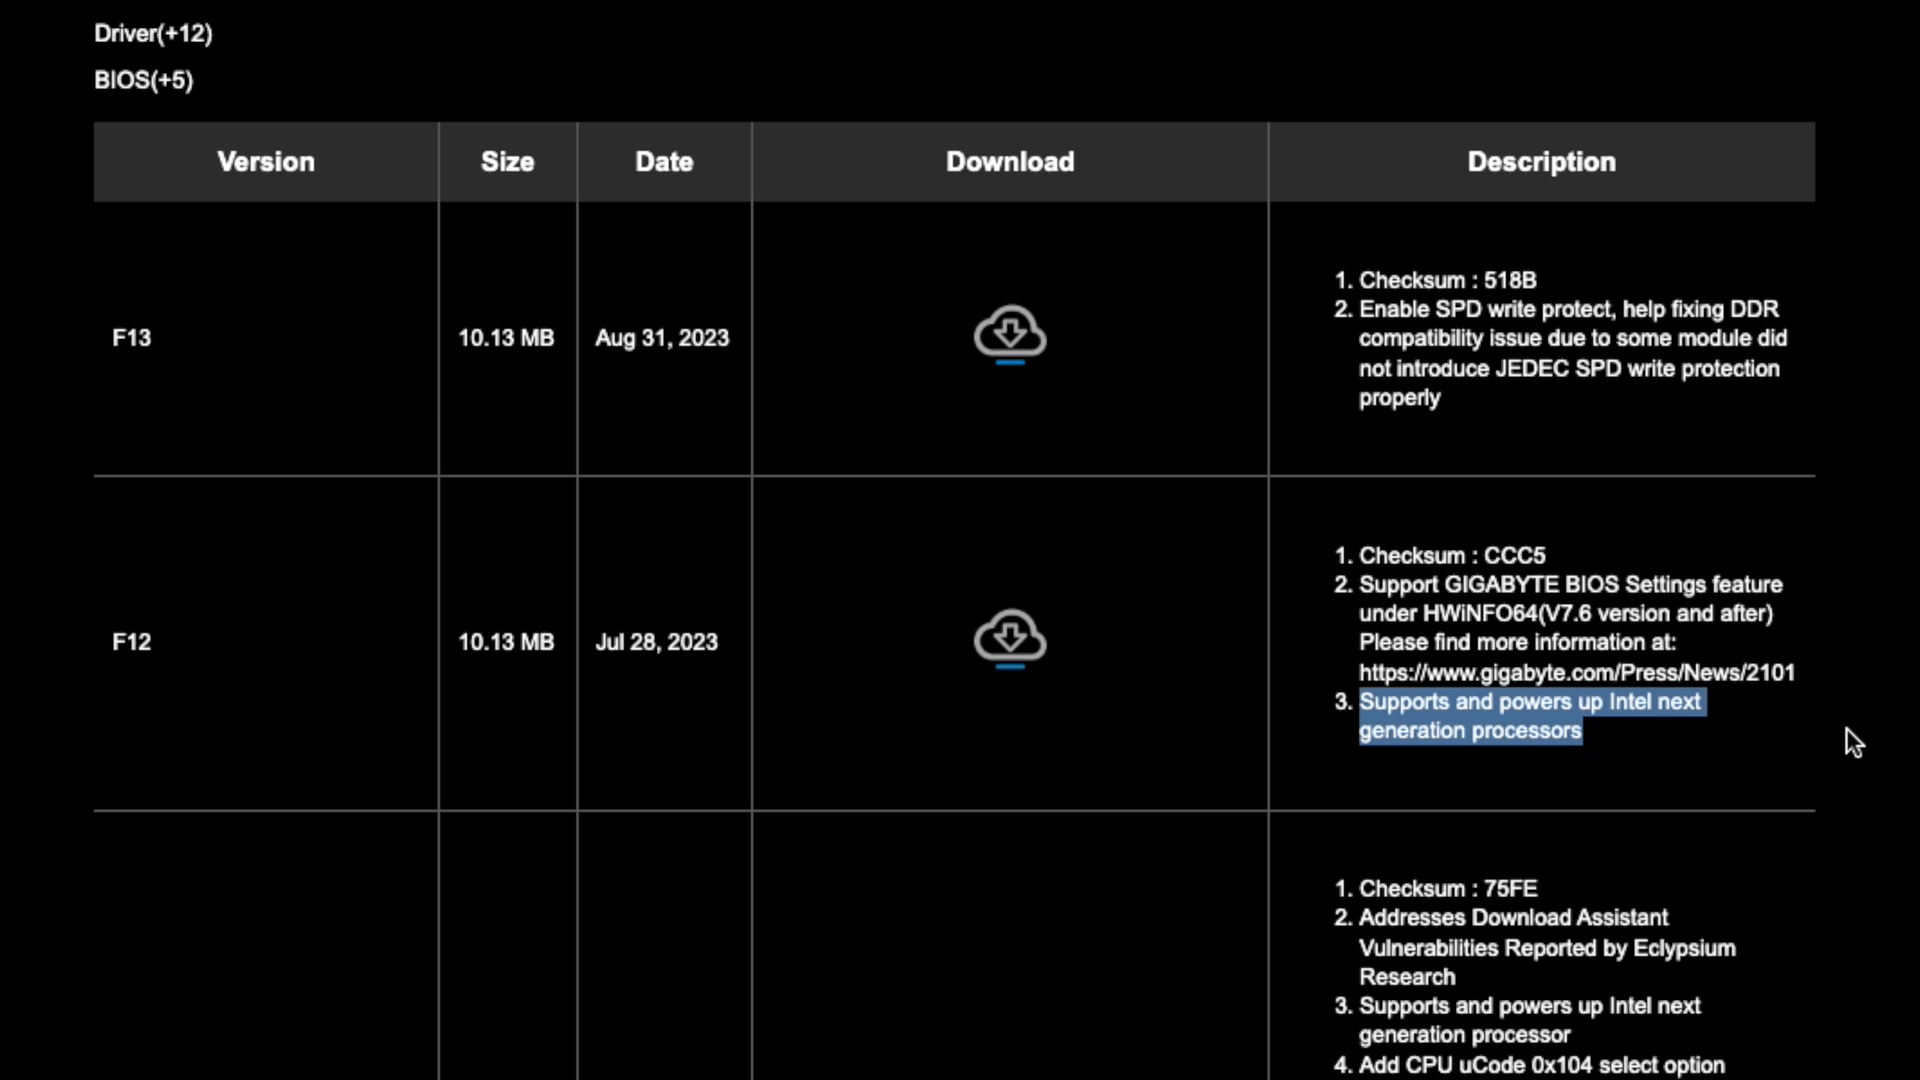 Driver(+12)
BIOS(+5)
Version Size Date Download Description
F13 10.13 MB Aug 31, 2023
1. Checksum : 518B
2. Enable SPD write protect, help fixing DDR
compatibility issue due to some module did
not introduce JEDEC SPD write protection
properly
F12 10.13 MB Jul 28, 2023
1. Checksum : CCC5
2. Support GIGABYTE BIOS Settings feature
under HWiNFO64(V7.6 version and after)
Please find more information at:
https://www.gigabyte.com/Press/News/2101
3. Supports and powers up Intel next
generation processors
1. Checksum : 75FE
2. Addresses Download Assistant
Vulnerabilities Reported by Eclypsium
Research
3. Supports and powers up Intel next
generation processor
4. Add CPU uCode 0x104 select option